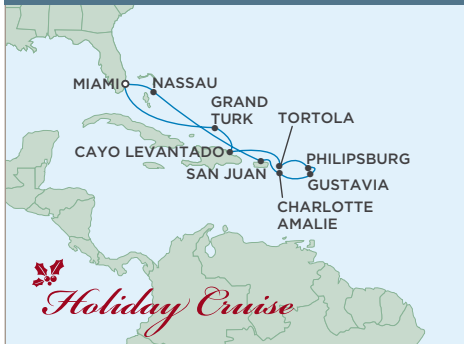 MIAMI
NASSAU
GRAND
TURK
TORTOLA
CAYO LEVANTADO
PHILIPSBURG
SAN JUAN
GUSTAVIA
CHARLOTTE
AMALIE
Holiday Cruise